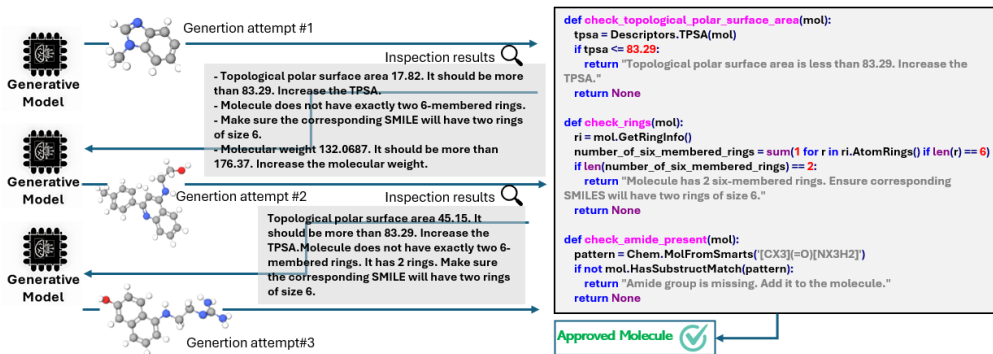 Genertion attempt #1
Inspection results
Generative
Model
- Topological polar surface area 17.82. It should be more
than 83.29. Increase the TPSA.
- Molecule does not have exactly two 6-membered rings.
- Make sure the corresponding SMILE will have two rings
of size 6.
- Molecular weight 132.0687. It should be more than
176.37. Increase the molecular weight.
Generative
Model
Genertion attempt #2
Inspection results
Topological polar surface area 45.15. It
should be more than 83.29. Increase the
TPSA.Molecule does not have exactly two 6-
membered rings. It has 2 rings. Make sure
the corresponding SMILE will have two rings
of size 6.
Generative
Model
Genertion attempt#3
def check_topological_polar_surface_area(mol):
tpsa = Descriptors.TPSA(mol)
if tpsa <= 83.29:
return "Topological polar surface area is less than 83.29. Increase the
TPSA."
return None
def check_rings(mol):
ri = mol.GetRingInfo()
number_of_six_membered_rings = sum(1 for r in ri.AtomRings() if len(r) == 6)
if len(number_of_six_membered_rings) == 2:
return "Molecule has 2 six-membered rings. Ensure corresponding
SMILES will have two rings of size 6."
return None
def check_amide_present(mol):
pattern = Chem.MolFromSmarts('[CX3](=O)[NX3H2]')
if not mol.HasSubstructMatch(pattern):
return "Amide group is missing. Add it to the molecule."
return None
Approved Molecule